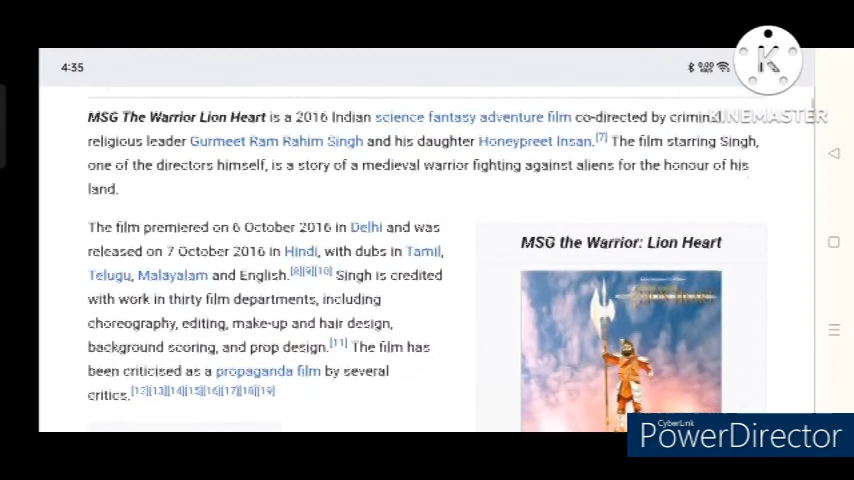 4:35
KINEMASTER
MSG The Warrior Lion Heart is a 2016 Indian science fantasy adventure film co-directed by criminal
religious leader Gurmeet Ram Rahim Singh and his daughter Honeypreet Insan.[7] The film starring Singh,
one of the directors himself, is a story of a medieval warrior fighting against aliens for the honour of his
land.
The film premiered on 6 October 2016 in Delhi and was
released on 7 October 2016 in Hindi, with dubs in Tamil,
Telugu, Malayalam and English.[8][9][10] Singh is credited
with work in thirty film departments, including
choreography, editing, make-up and hair design,
background scoring, and prop design.[11] The film has
been criticised as a propaganda film by several
critics.[12][13][14][15][16][17][18][19]
MSG the Warrior: Lion Heart
LION HEART
CyberLink
PowerDirector